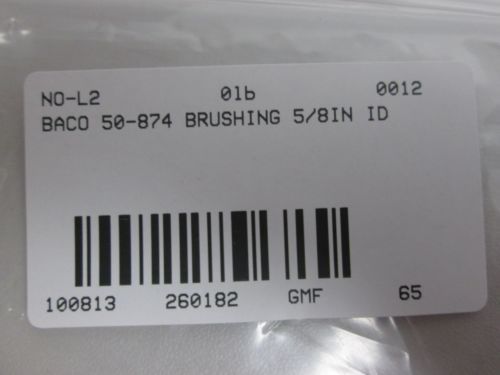 NO-L2 01b 0012
BACO 50-874 BRUSHING 5/8IN ID
100813 260182 GMF 65